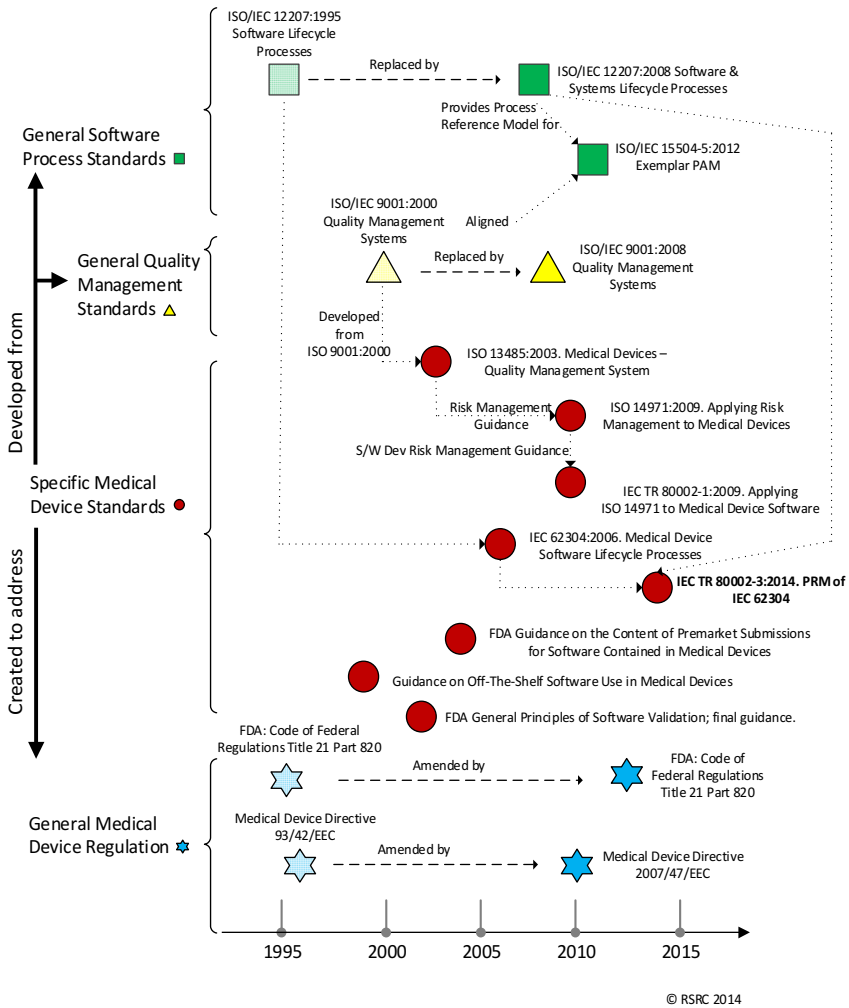 ISO/IEC 12207:1995
Software Lifecycle
Processes
Replaced by
ISO/IEC 12207:2008 Software &
Systems Lifecycle Processes
Provides Process
Reference Model for
General Software
Process Standards
ISO/IEC 15504-5:2012
Exemplar PAM
ISO/IEC 9001:2000
Quality Management
Systems
Aligned
General Quality
Management
Standards
Replaced by
ISO/IEC 9001:2008
Quality Management
Systems
Developed
from
ISO 9001:2000
ISO 13485:2003. Medical Devices –
Quality Management System
Developed from
Risk Management
Guidance
ISO 14971:2009. Applying Risk
Management to Medical Devices
S/W Dev Risk Management Guidance
Specific Medical
Device Standards
IEC TR 80002-1:2009. Applying
ISO 14971 to Medical Device Software
IEC 62304:2006. Medical Device
Software Lifecycle Processes
IEC TR 80002-3:2014. PRM of
IEC 62304
Created to address
FDA Guidance on the Content of Premarket Submissions
for Software Contained in Medical Devices
Guidance on Off-The-Shelf Software Use in Medical Devices
FDA General Principles of Software Validation; final guidance.
FDA: Code of Federal
Regulations Title 21 Part 820
Amended by
FDA: Code of
Federal Regulations
Title 21 Part 820
General Medical
Device Regulation
Medical Device Directive
93/42/EEC
Amended by
Medical Device Directive
2007/47/EEC
1995
2000
2005
2010
2015
© RSRC 2014